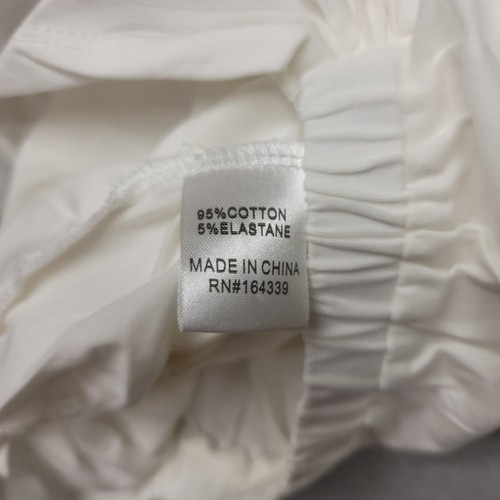 95%COTTON
5%ELASTANE
MADE IN CHINA
RN#164339